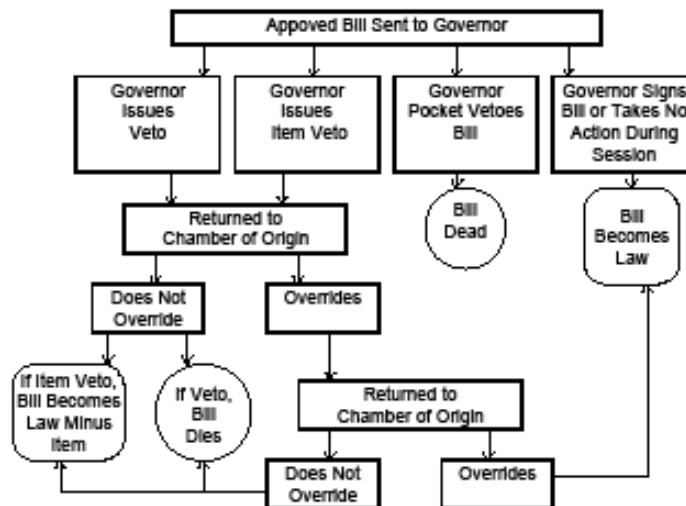 Appoved Bill Sent to Governor
Governor
Issues
Veto
Governor
Issues
Item Veto
Governor
Pocket Vetoes
Bill
Governor Signs
Bill or Takes No
Action During
Session
Returned to
Chamber of Origin
Bill
Dead
Bill
Becomes
Law
Does Not
Override
Overrides
If Item Veto,
Bill Becomes
Law Minus
Item
If Veto,
Bill
Dies
Returned to
Chamber of Origin
Does Not
Override
Overrides